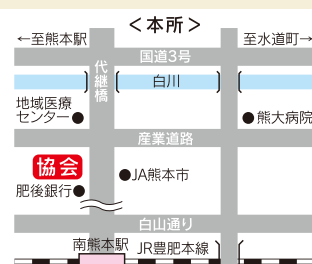 ＜本所＞
←至熊本駅
至水道町→
国道3号
代継橋
白川
地域医療
センター●
●熊大病院
産業道路
協会
●JA熊本市
肥後銀行●
白山通り
南熊本駅
JR豊肥本線